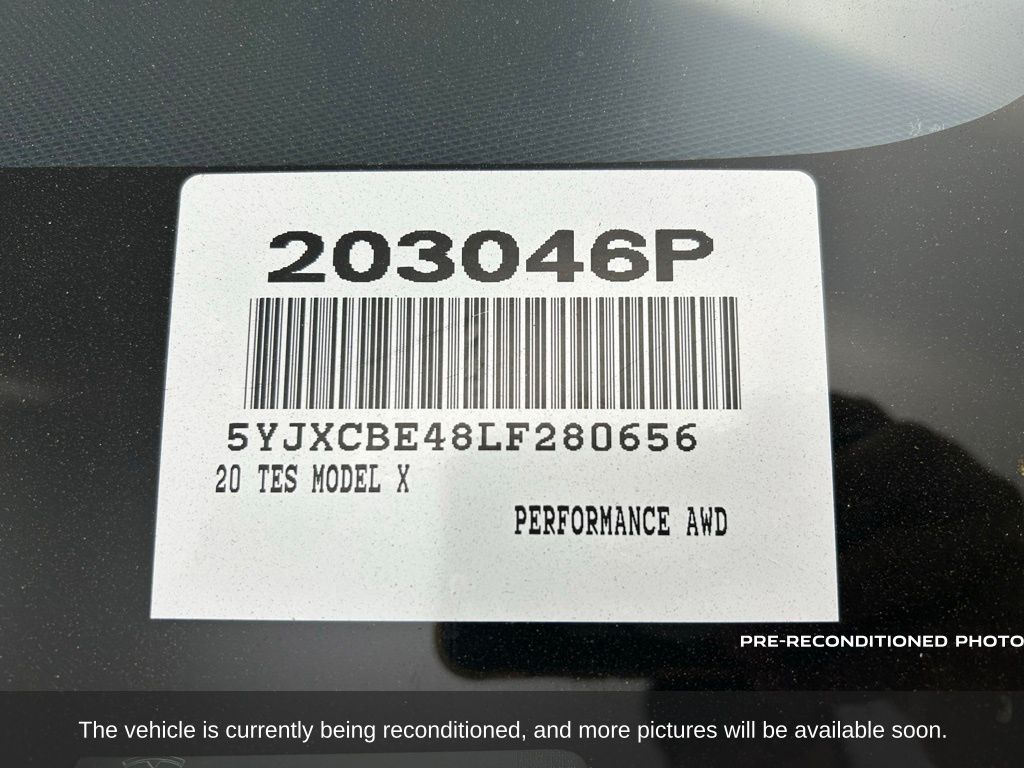 203046P
5YJXCBE48LF280656
20 TES MODEL X
PERFORMANCE AWD
PRE-RECONDITIONED PHOTO
The vehicle is currently being reconditioned, and more pictures will be available soon.